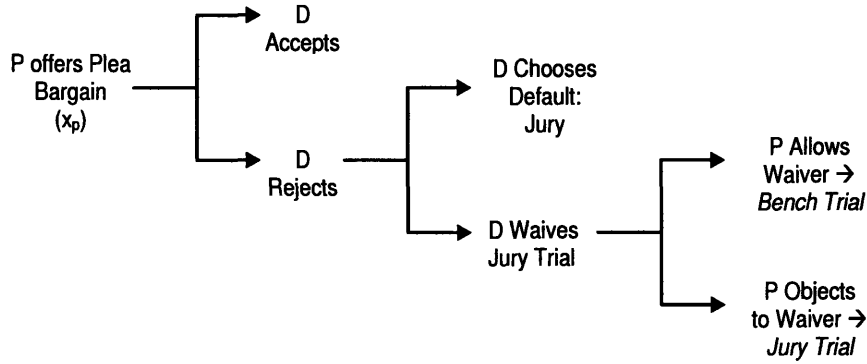 P offers Plea
Bargain
(xₚ)
D
Accepts
D
Rejects
D Chooses
Default:
Jury
D Waives
Jury Trial
P Allows
Waiver →
Bench Trial
P Objects
to Waiver →
Jury Trial